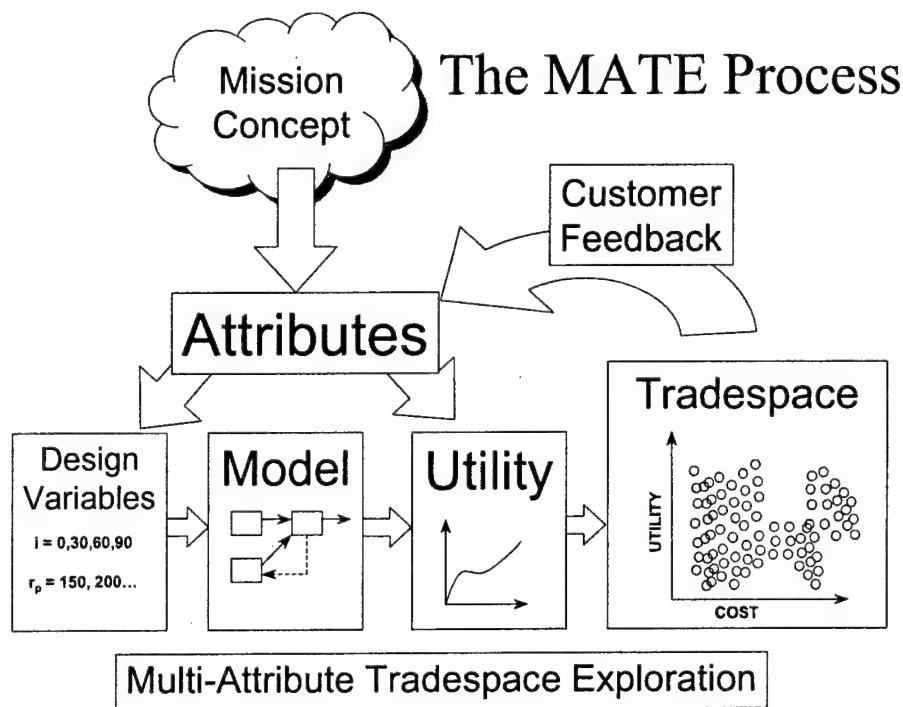 The MATE Process
Mission
Concept
Customer
Feedback
Attributes
Design
Variables
i = 0,30,60,90
rₚ = 150, 200...
Model
Utility
Tradespace
UTILITY
COST
Multi-Attribute Tradespace Exploration